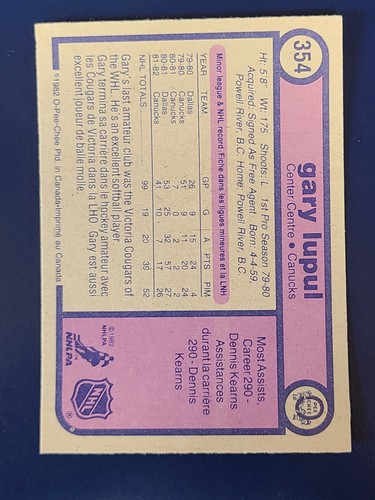 354
gary lupul
Center/Centre • Canucks
O PEE CHEE
Ht: 5'8" Wt: 175 Shoots: L 1st Pro Season 79-80
Acquired: Signed As Free Agent Born: 4-4-59,
Powell River, B.C. Home: Powell River, B.C.
Minor league & NHL record Fiche dans les ligues mineures et la LNH
YEAR TEAM GP G A PTS PIM
79-80 Dallas 26 9 15 24 4
79-80 Canucks 51 9 11 20 24
80-81 Canucks 7 0 2 2 2
80-81 Dallas 53 25 32 57 27
81-82 Canucks 41 10 7 17 26
NHL TOTALS 99 19 20 39 52
Gary's last amateur club was the Victoria Cougars of
the WHL. He's an excellent softball player.
Gary termina sa carrière dans le hockey amateur avec
les Cougars de Victoria dans la LHO. Gary est aussi
excellent joueur de balle molle.
Most Assists,
Career 290-
Dennis Kearns
Assistances
durant la carrière
290-Dennis
Kearns
© 1982
NHLPA
NHLPA
NHL
©1982 O-Pee-Chee Ptd. in Canada-Imprimé au Canada